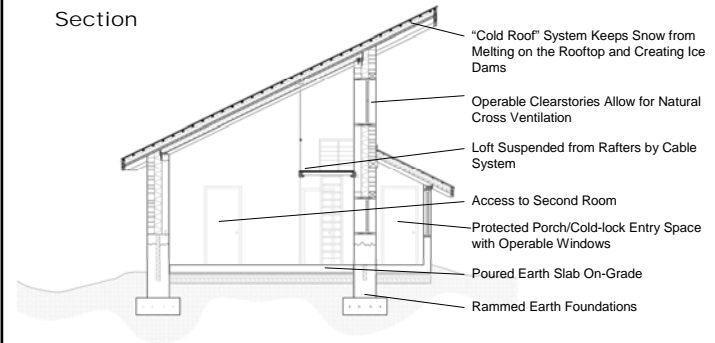 Section
“Cold Roof” System Keeps Snow from
Melting on the Rooftop and Creating Ice
Dams
Operable Clearstories Allow for Natural
Cross Ventilation
Loft Suspended from Rafters by Cable
System
Access to Second Room
Protected Porch/Cold-lock Entry Space
with Operable Windows
Poured Earth Slab On-Grade
Rammed Earth Foundations